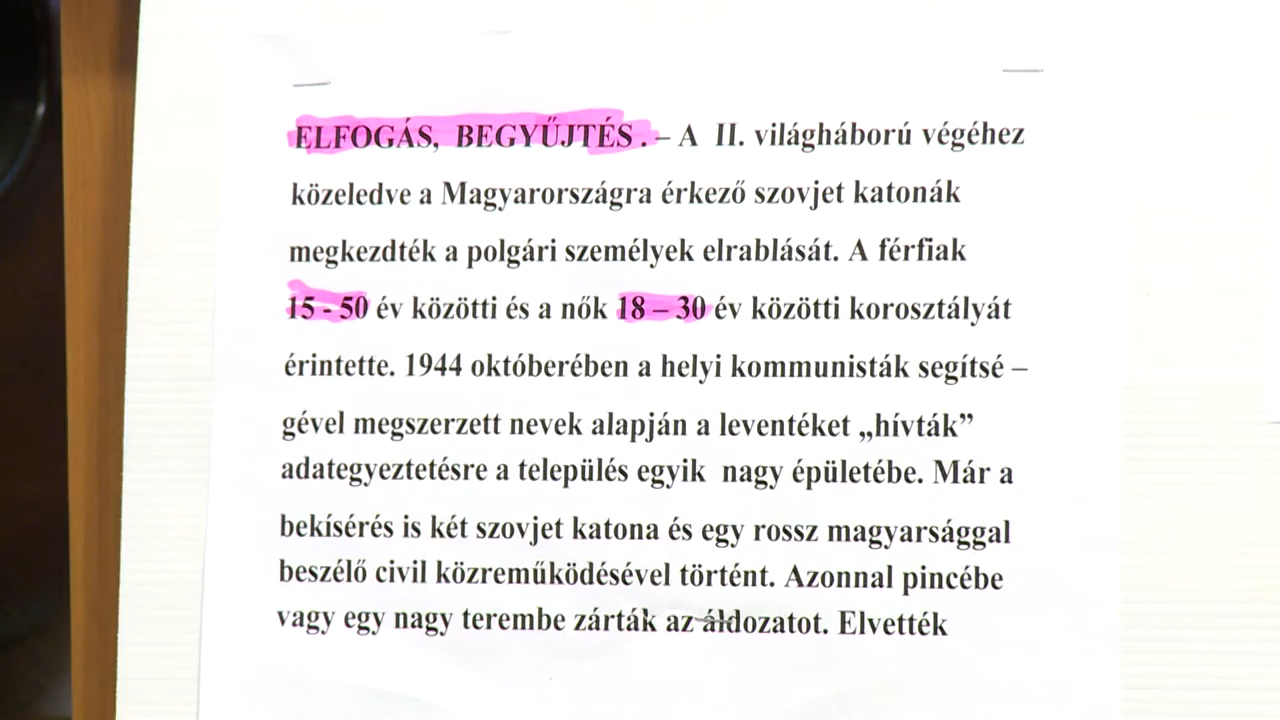 ELFOGÁS, BEGYŰJTÉS. – A II. világháború végéhez
közeledve a Magyarországra érkező szovjet katonák
megkezdték a polgári személyek elrablását. A férfiak
15 - 50 év közötti és a nők 18 – 30 év közötti korosztályát
érintette. 1944 októberében a helyi kommunisták segítsé –
gével megszerzett nevek alapján a leventéket „hívták”
adategyeztetésre a település egyik nagy épületébe. Már a
bekísérés is két szovjet katona és egy rossz magyarsággal
beszélő civil közreműködésével történt. Azonnal pincébe
vagy egy nagy terembe zárták az áldozatot. Elvették